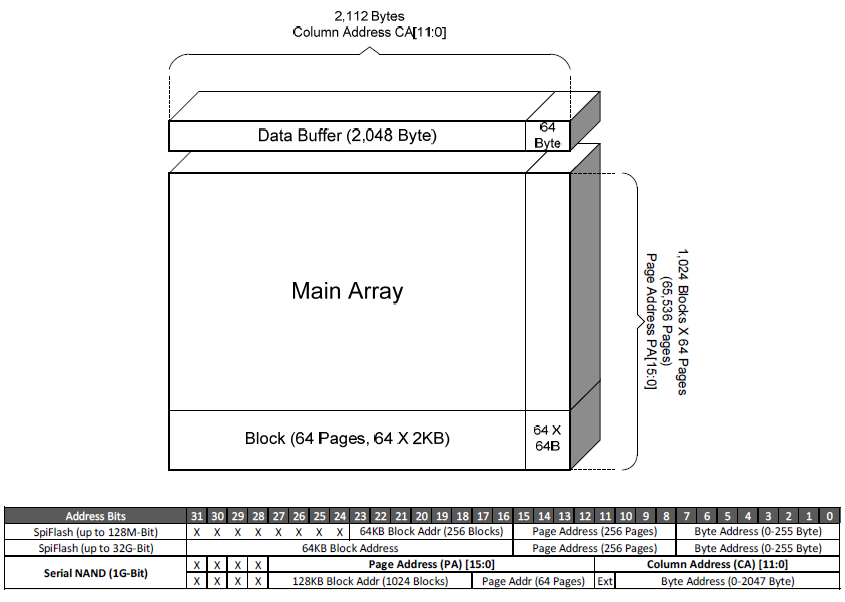 2,112 Bytes
Column Address CA[11:0]
Data Buffer (2,048 Byte)
64
Byte
Main Array
1,024 Blocks X 64 Pages
(65,536 Pages)
Page Address PA[15:0]
Block (64 Pages, 64 X 2KB)
64 X
64B
Address Bits 31 30 29 28 27 26 25 24 23 22 21 20 19 18 17 16 15 14 13 12 11 10 9 8 7 6 5 4 3 2 1 0
SpiFlash (up to 128M-Bit) X X X X X X X X 64KB Block Addr (256 Blocks) Page Address (256 Pages) Byte Address (0-255 Byte)
SpiFlash (up to 32G-Bit) 64KB Block Address Page Address (256 Pages) Byte Address (0-255 Byte)
Serial NAND (1G-Bit) X X X X Page Address (PA) [15:0] Column Address (CA) [11:0]
X X X X 128KB Block Addr (1024 Blocks) Page Addr (64 Pages) Ext Byte Address (0-2047 Byte)